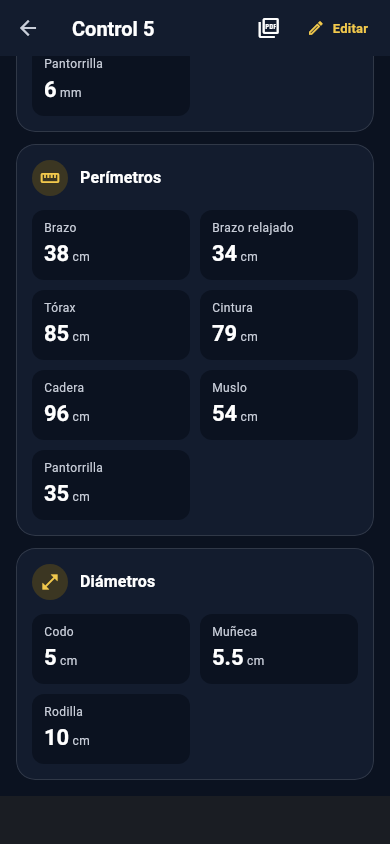 Control 5
PDF
Editar
Pantorrilla
6 mm
Perímetros
Brazo
38 cm
Brazo relajado
34 cm
Tórax
85 cm
Cintura
79 cm
Cadera
96 cm
Muslo
54 cm
Pantorrilla
35 cm
Diámetros
Codo
5 cm
Muñeca
5.5 cm
Rodilla
10 cm